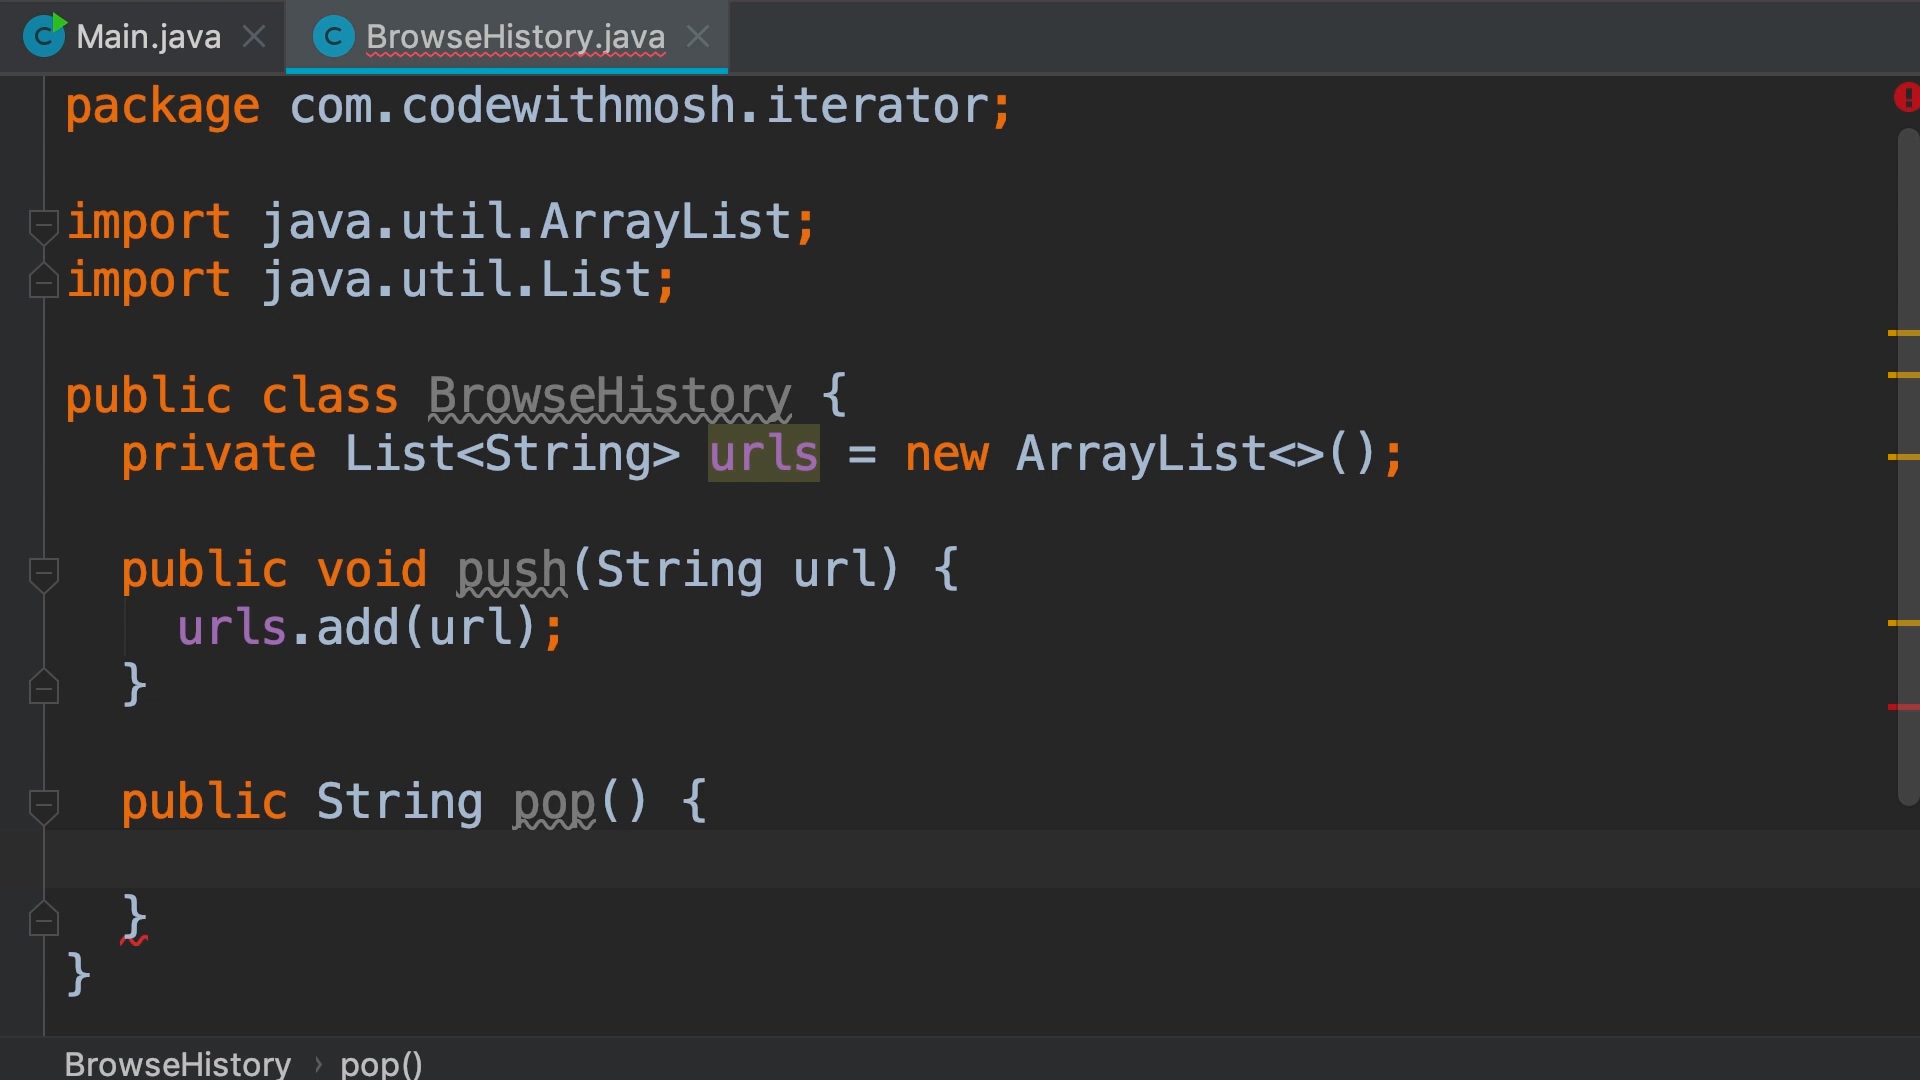 Main.java
BrowseHistory.java
package com.codewithmosh.iterator;
import java.util.ArrayList;
import java.util.List;
public class BrowseHistory {
private List<String> urls = new ArrayList<>();
public void push(String url) {
urls.add(url);
}
public String pop() {
}
}
BrowseHistory › pop()